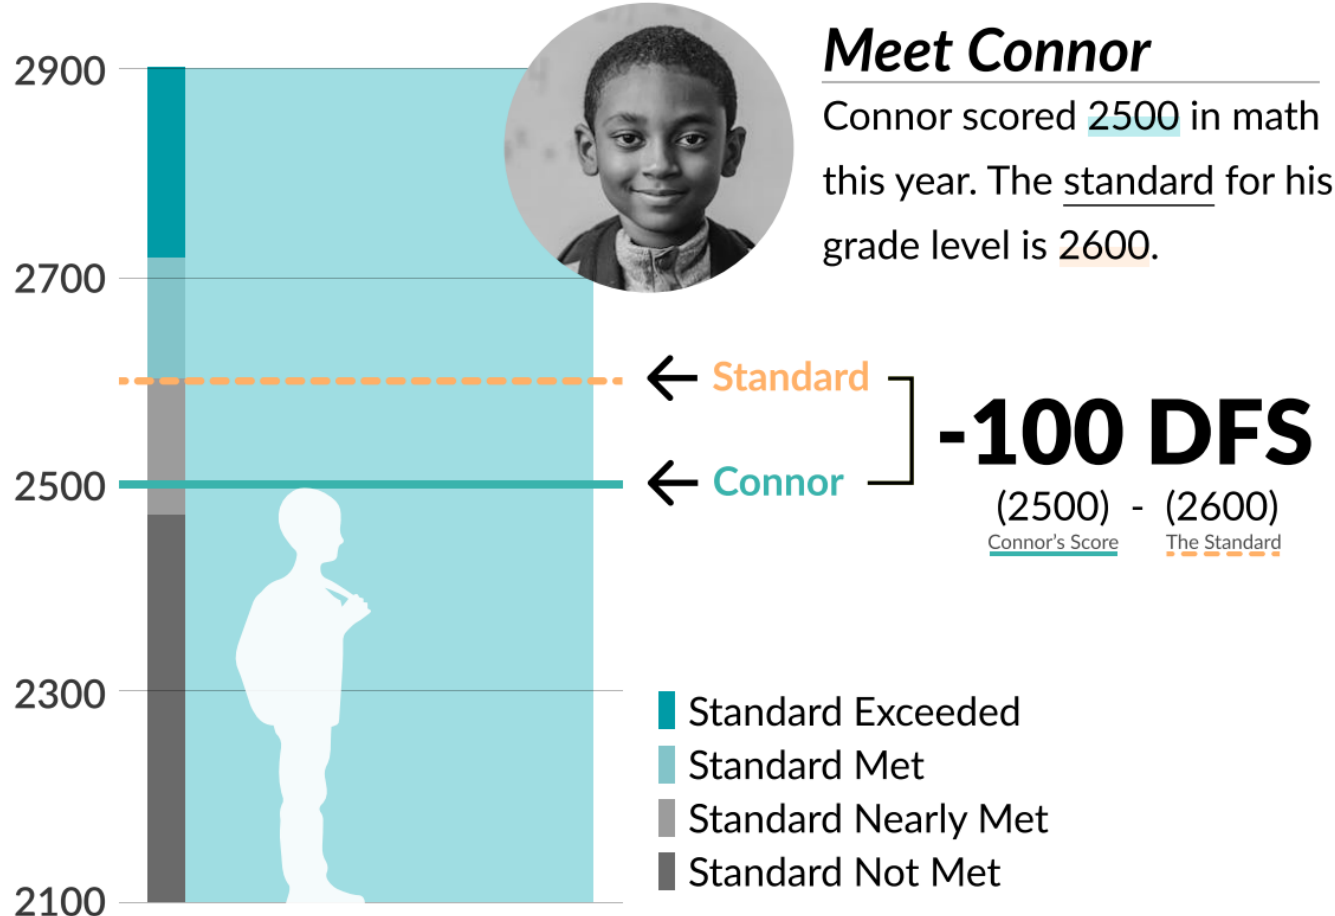 Meet Connor
Connor scored 2500 in math
this year. The standard for his
grade level is 2600.
2900
2700
2500
2300
2100
Standard
Connor
-100 DFS
(2500) - (2600)
Connor's Score The Standard
Standard Exceeded
Standard Met
Standard Nearly Met
Standard Not Met